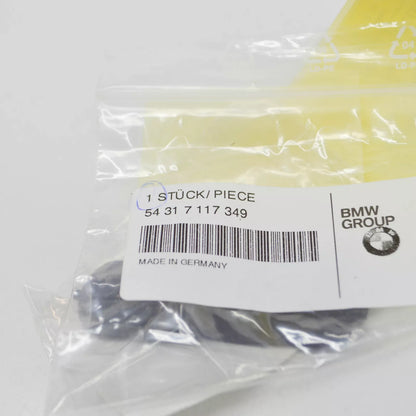 1 STÜCK/ PIECE
54 31 7 117 349
MADE IN GERMANY
BMW
GROUP